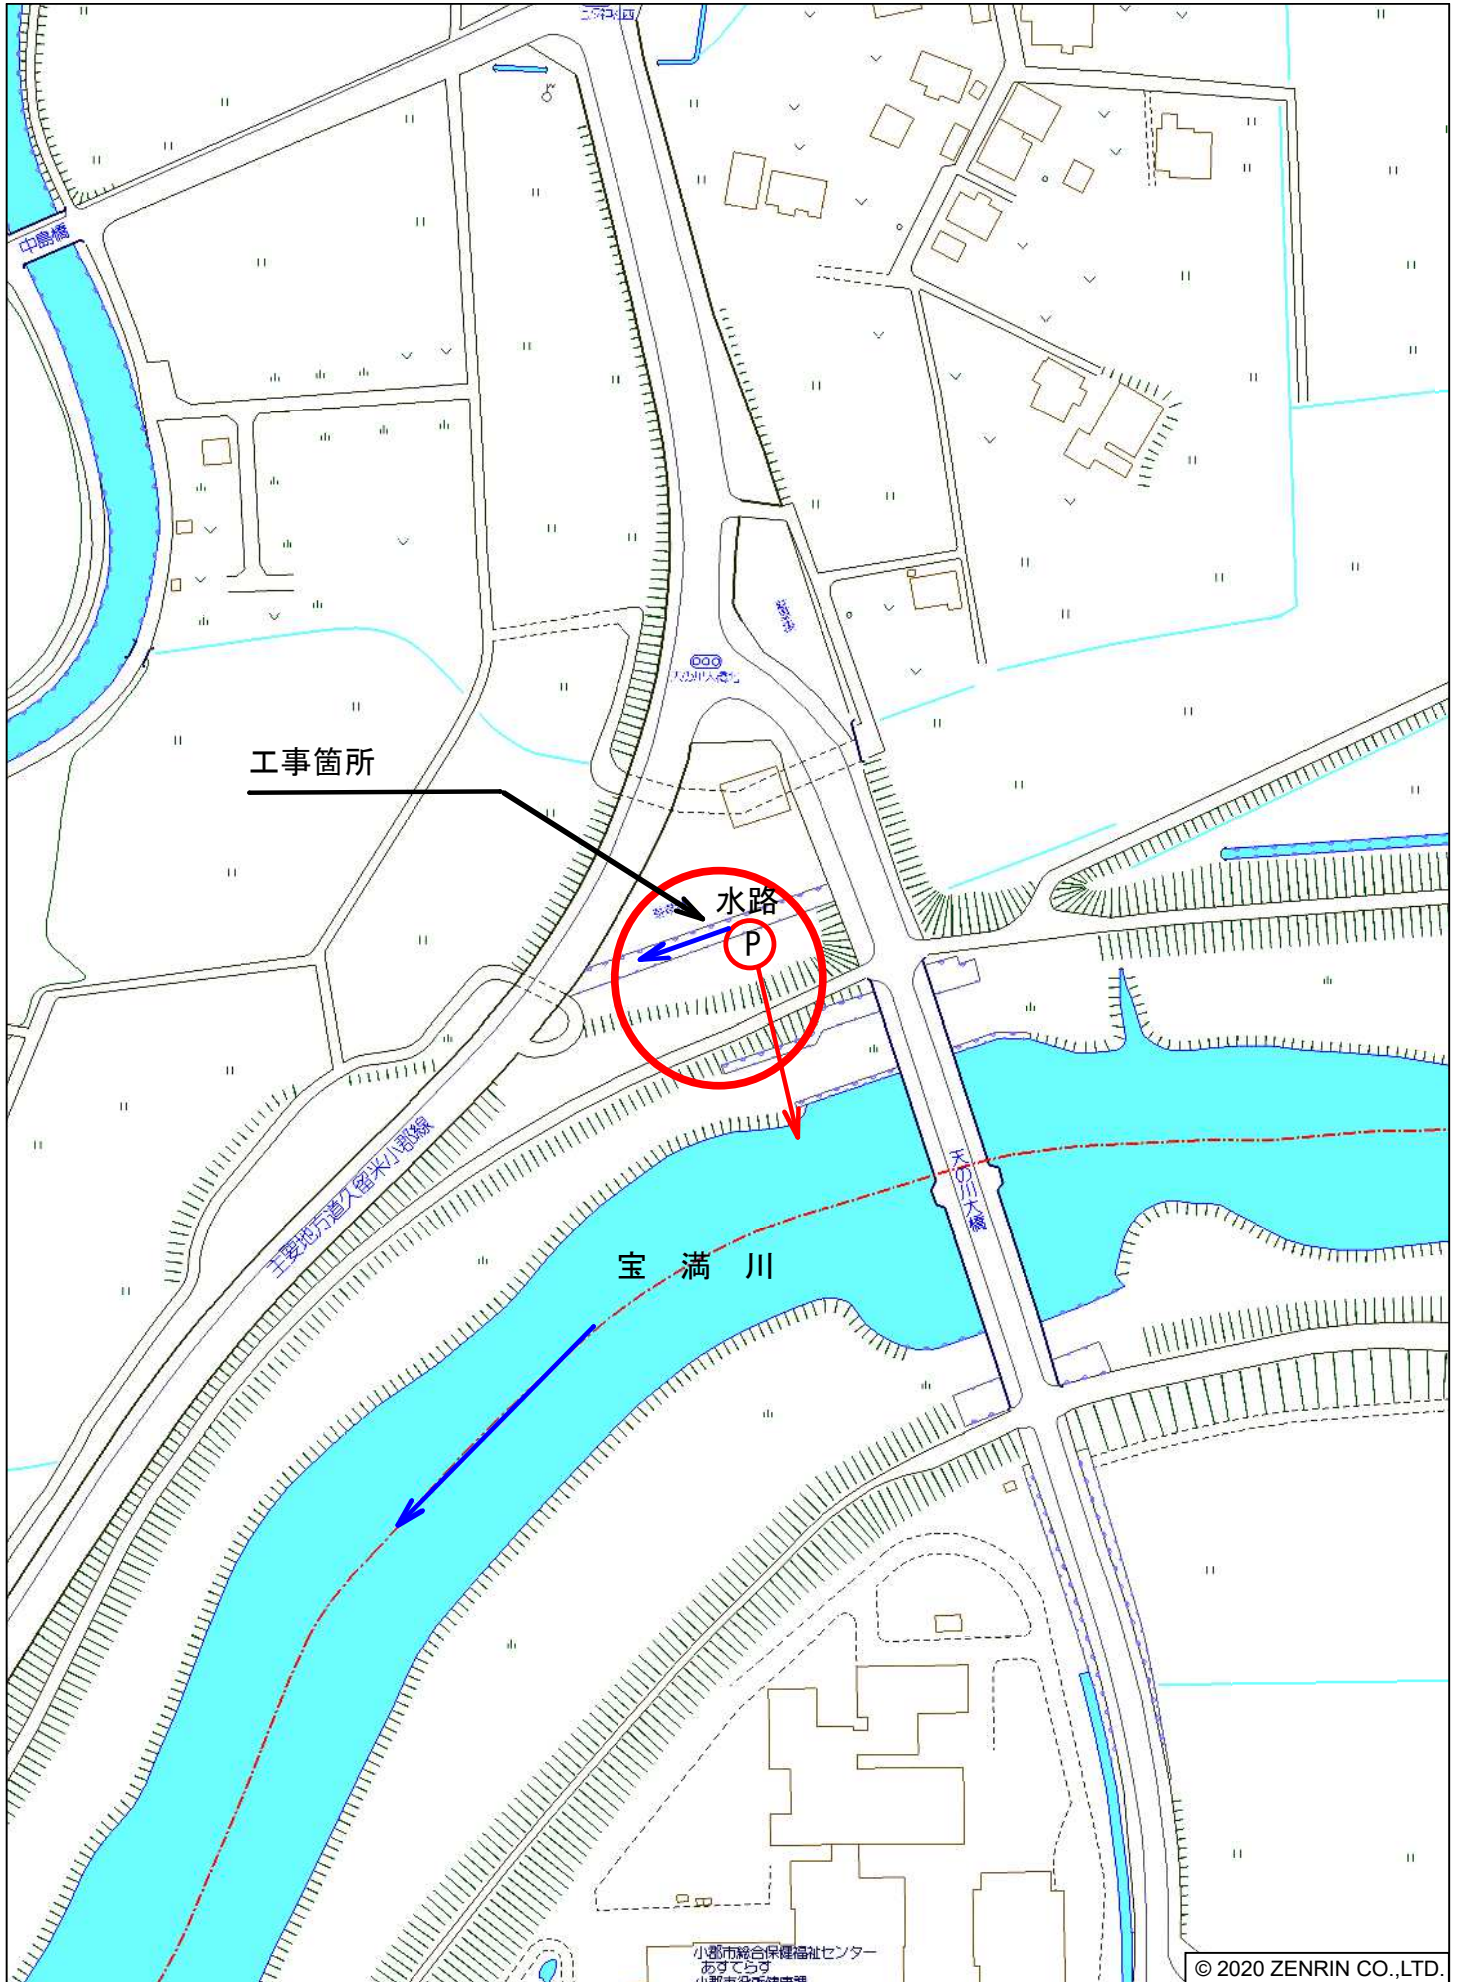 中島橋
工事箇所
水路
P
主要地方道久留米小郡線
天の川大橋
宝満川
小郡市総合保健福祉センター
あすてらす
© 2020 ZENRIN CO.,LTD.